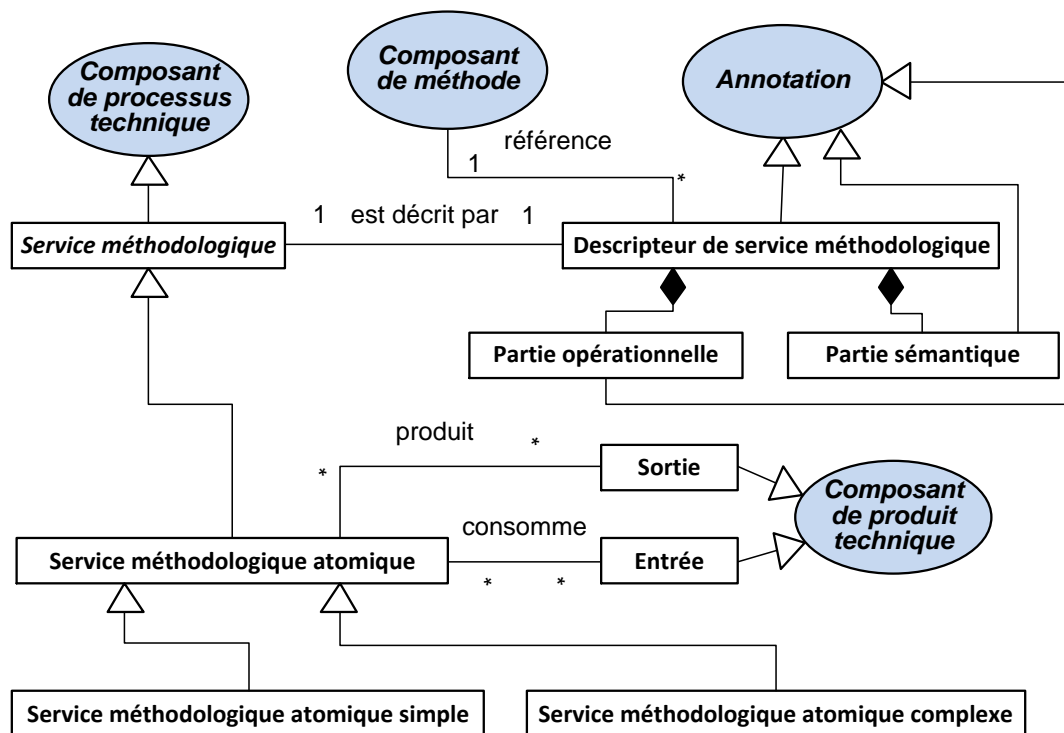 Composant
de processus
technique
Composant
de méthode
Annotation
référence
1
*
1 est décrit par 1
Service méthodologique
Descripteur de service méthodologique
Partie opérationnelle
Partie sémantique
produit
*
*
Sortie
Composant
de produit
technique
consomme
Service méthodologique atomique
Entrée
*
*
Service méthodologique atomique simple
Service méthodologique atomique complexe